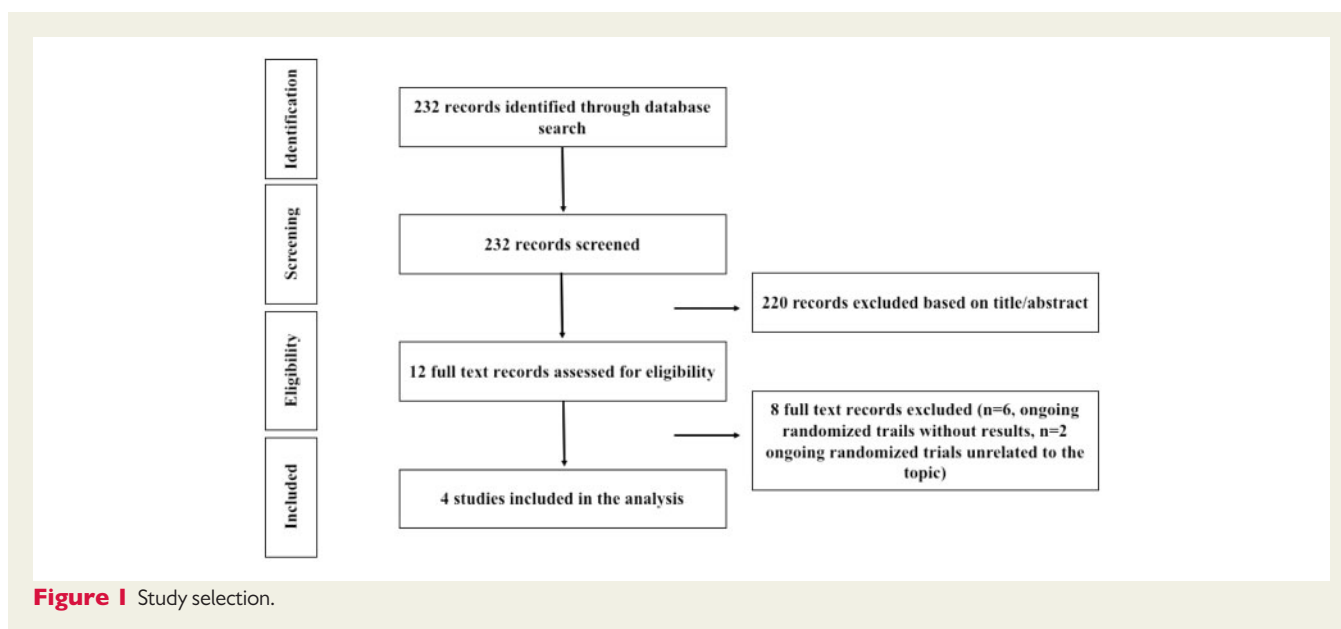 Identification
232 records identified through database
search
Screening
232 records screened
220 records excluded based on title/abstract
Eligibility
12 full text records assessed for eligibility
8 full text records excluded (n=6, ongoing
randomized trails without results, n=2
ongoing randomized trials unrelated to the
topic)
Included
4 studies included in the analysis
Figure 1 Study selection.